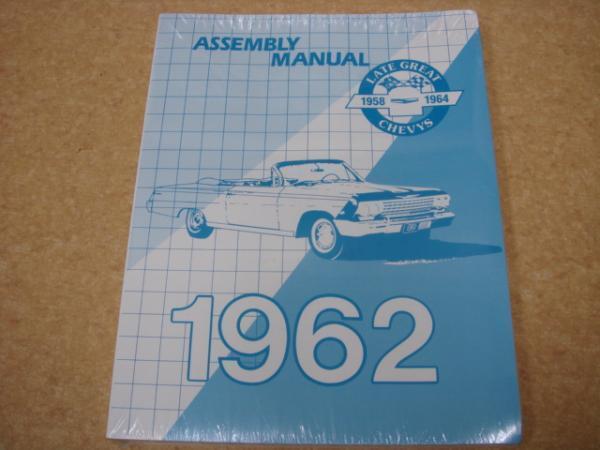 ASSEMBLY
MANUAL
LATE GREAT
1958 1964
CHEVYS
1962